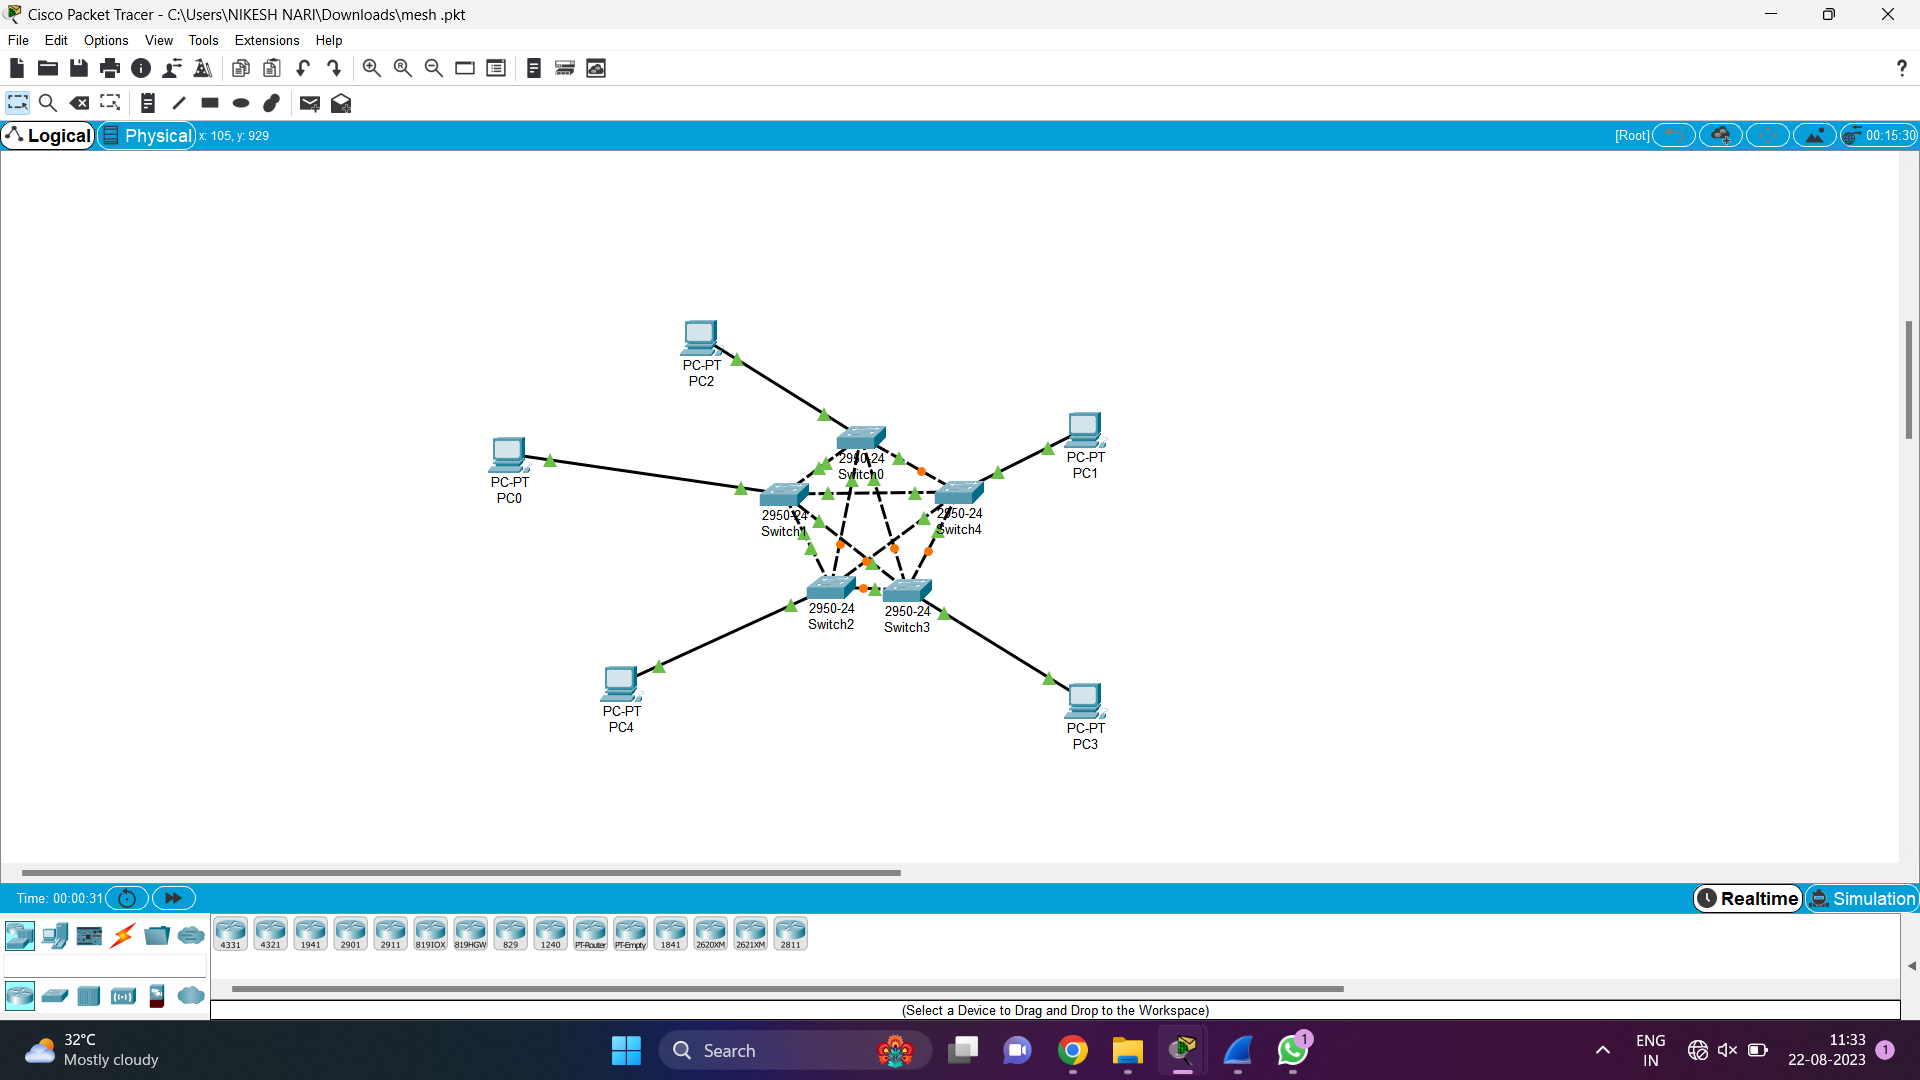 Cisco Packet Tracer - C:\Users\NIKESH NARI\Downloads\mesh .pkt
File Edit Options View Tools Extensions Help
?
Logical Physical x: 105, y: 929 [Root] 00:15:30
PC-PT
PC2
PC-PT
PC1
PC-PT
PC0
2950-24
Switch0
2950-24
Switch1
2950-24
Switch4
2950-24
Switch2
2950-24
Switch3
PC-PT
PC4
PC-PT
PC3
Time: 00:00:31 Realtime Simulation
4331 4321 1941 2901 2911 819IOX 819HGW 829 1240 PT-Router PT-Empty 1841 2620XM 2621XM 2811
(Select a Device to Drag and Drop to the Workspace)
32°C
Mostly cloudy
Search
1
ENG
IN
11:33
22-08-2023
1